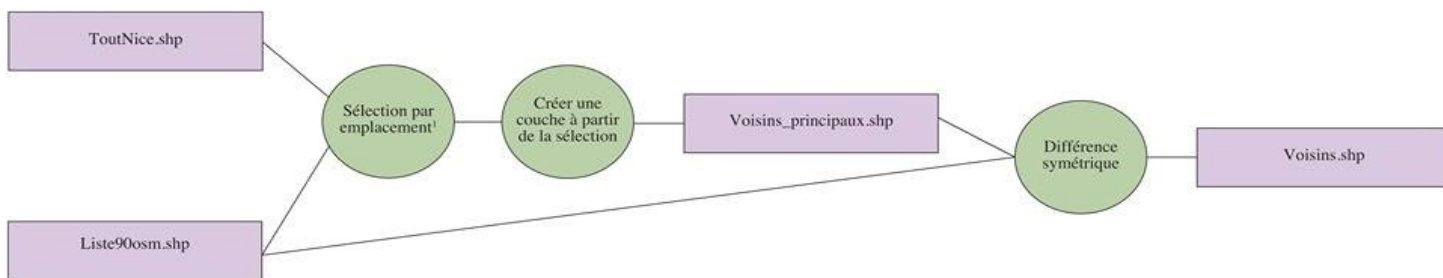 ToutNice.shp
Sélection par
emplacement¹
Créer une
couche à partir
de la sélection
Voisins_principaux.shp
Différence
symétrique
Voisins.shp
Liste90osm.shp